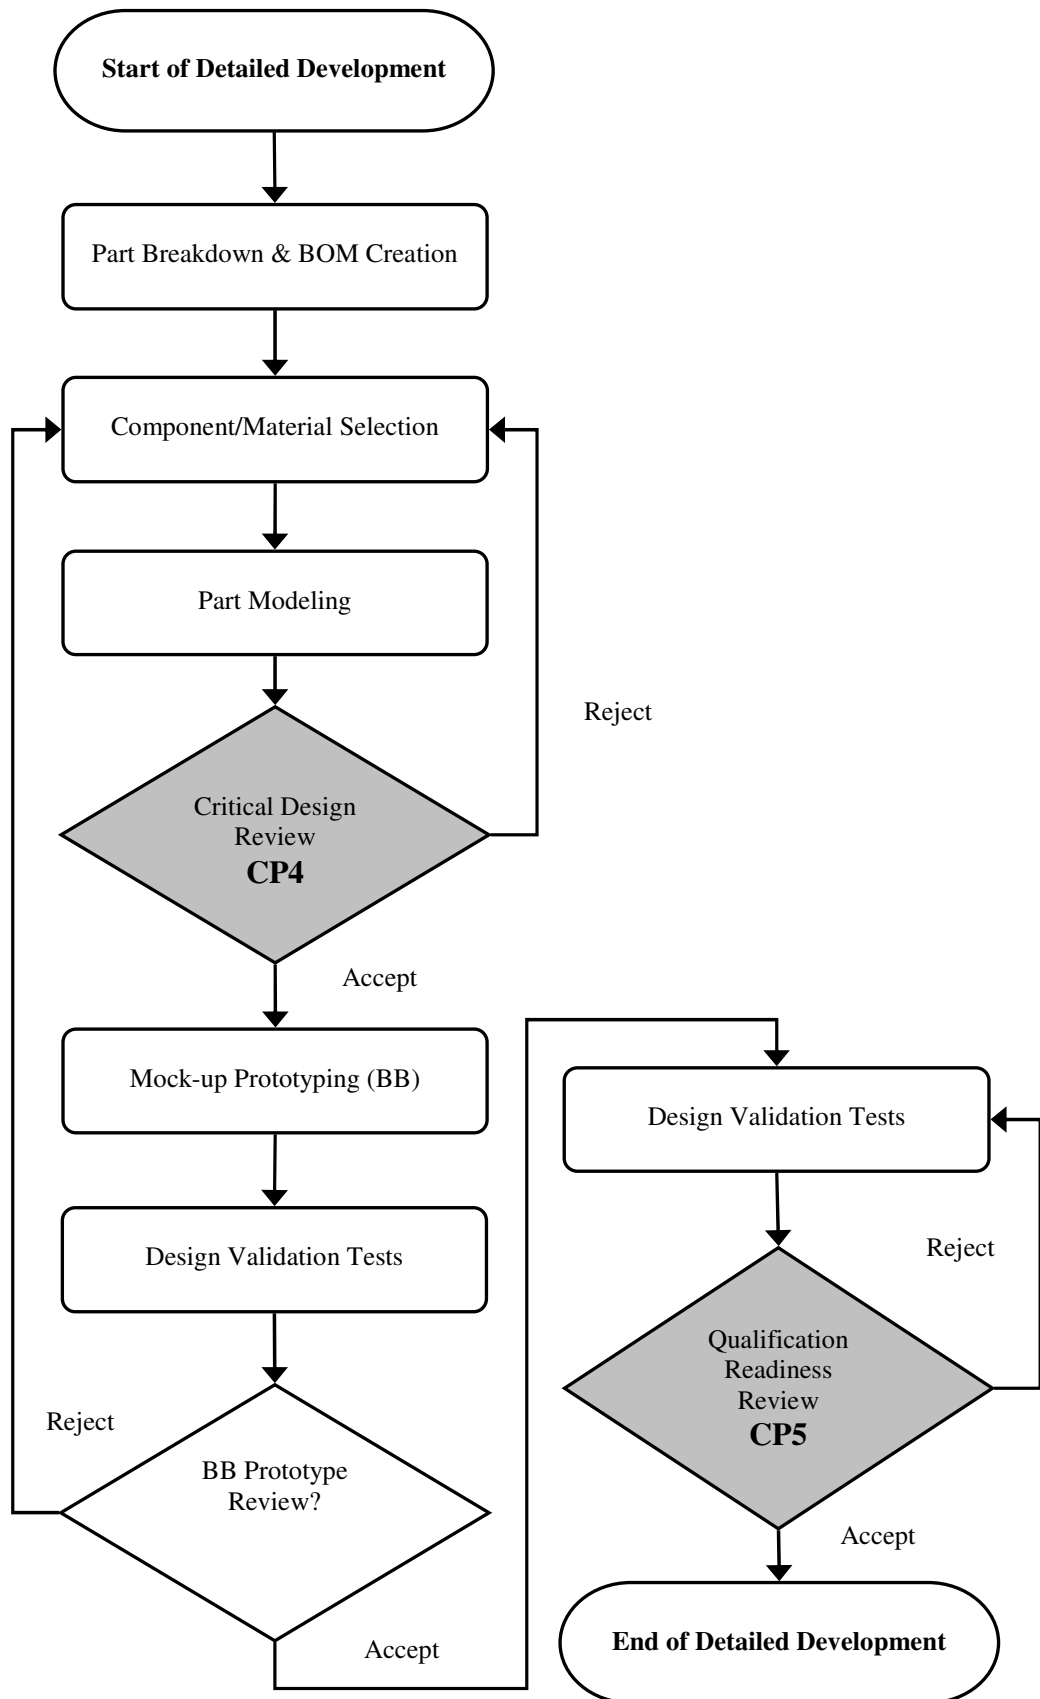 Start of Detailed Development
Part Breakdown & BOM Creation
Component/Material Selection
Part Modeling
Reject
Critical Design
Review
CP4
Accept
Mock-up Prototyping (BB)
Design Validation Tests
Reject
BB Prototype
Review?
Accept
Design Validation Tests
Reject
Qualification
Readiness
Review
CP5
Accept
End of Detailed Development